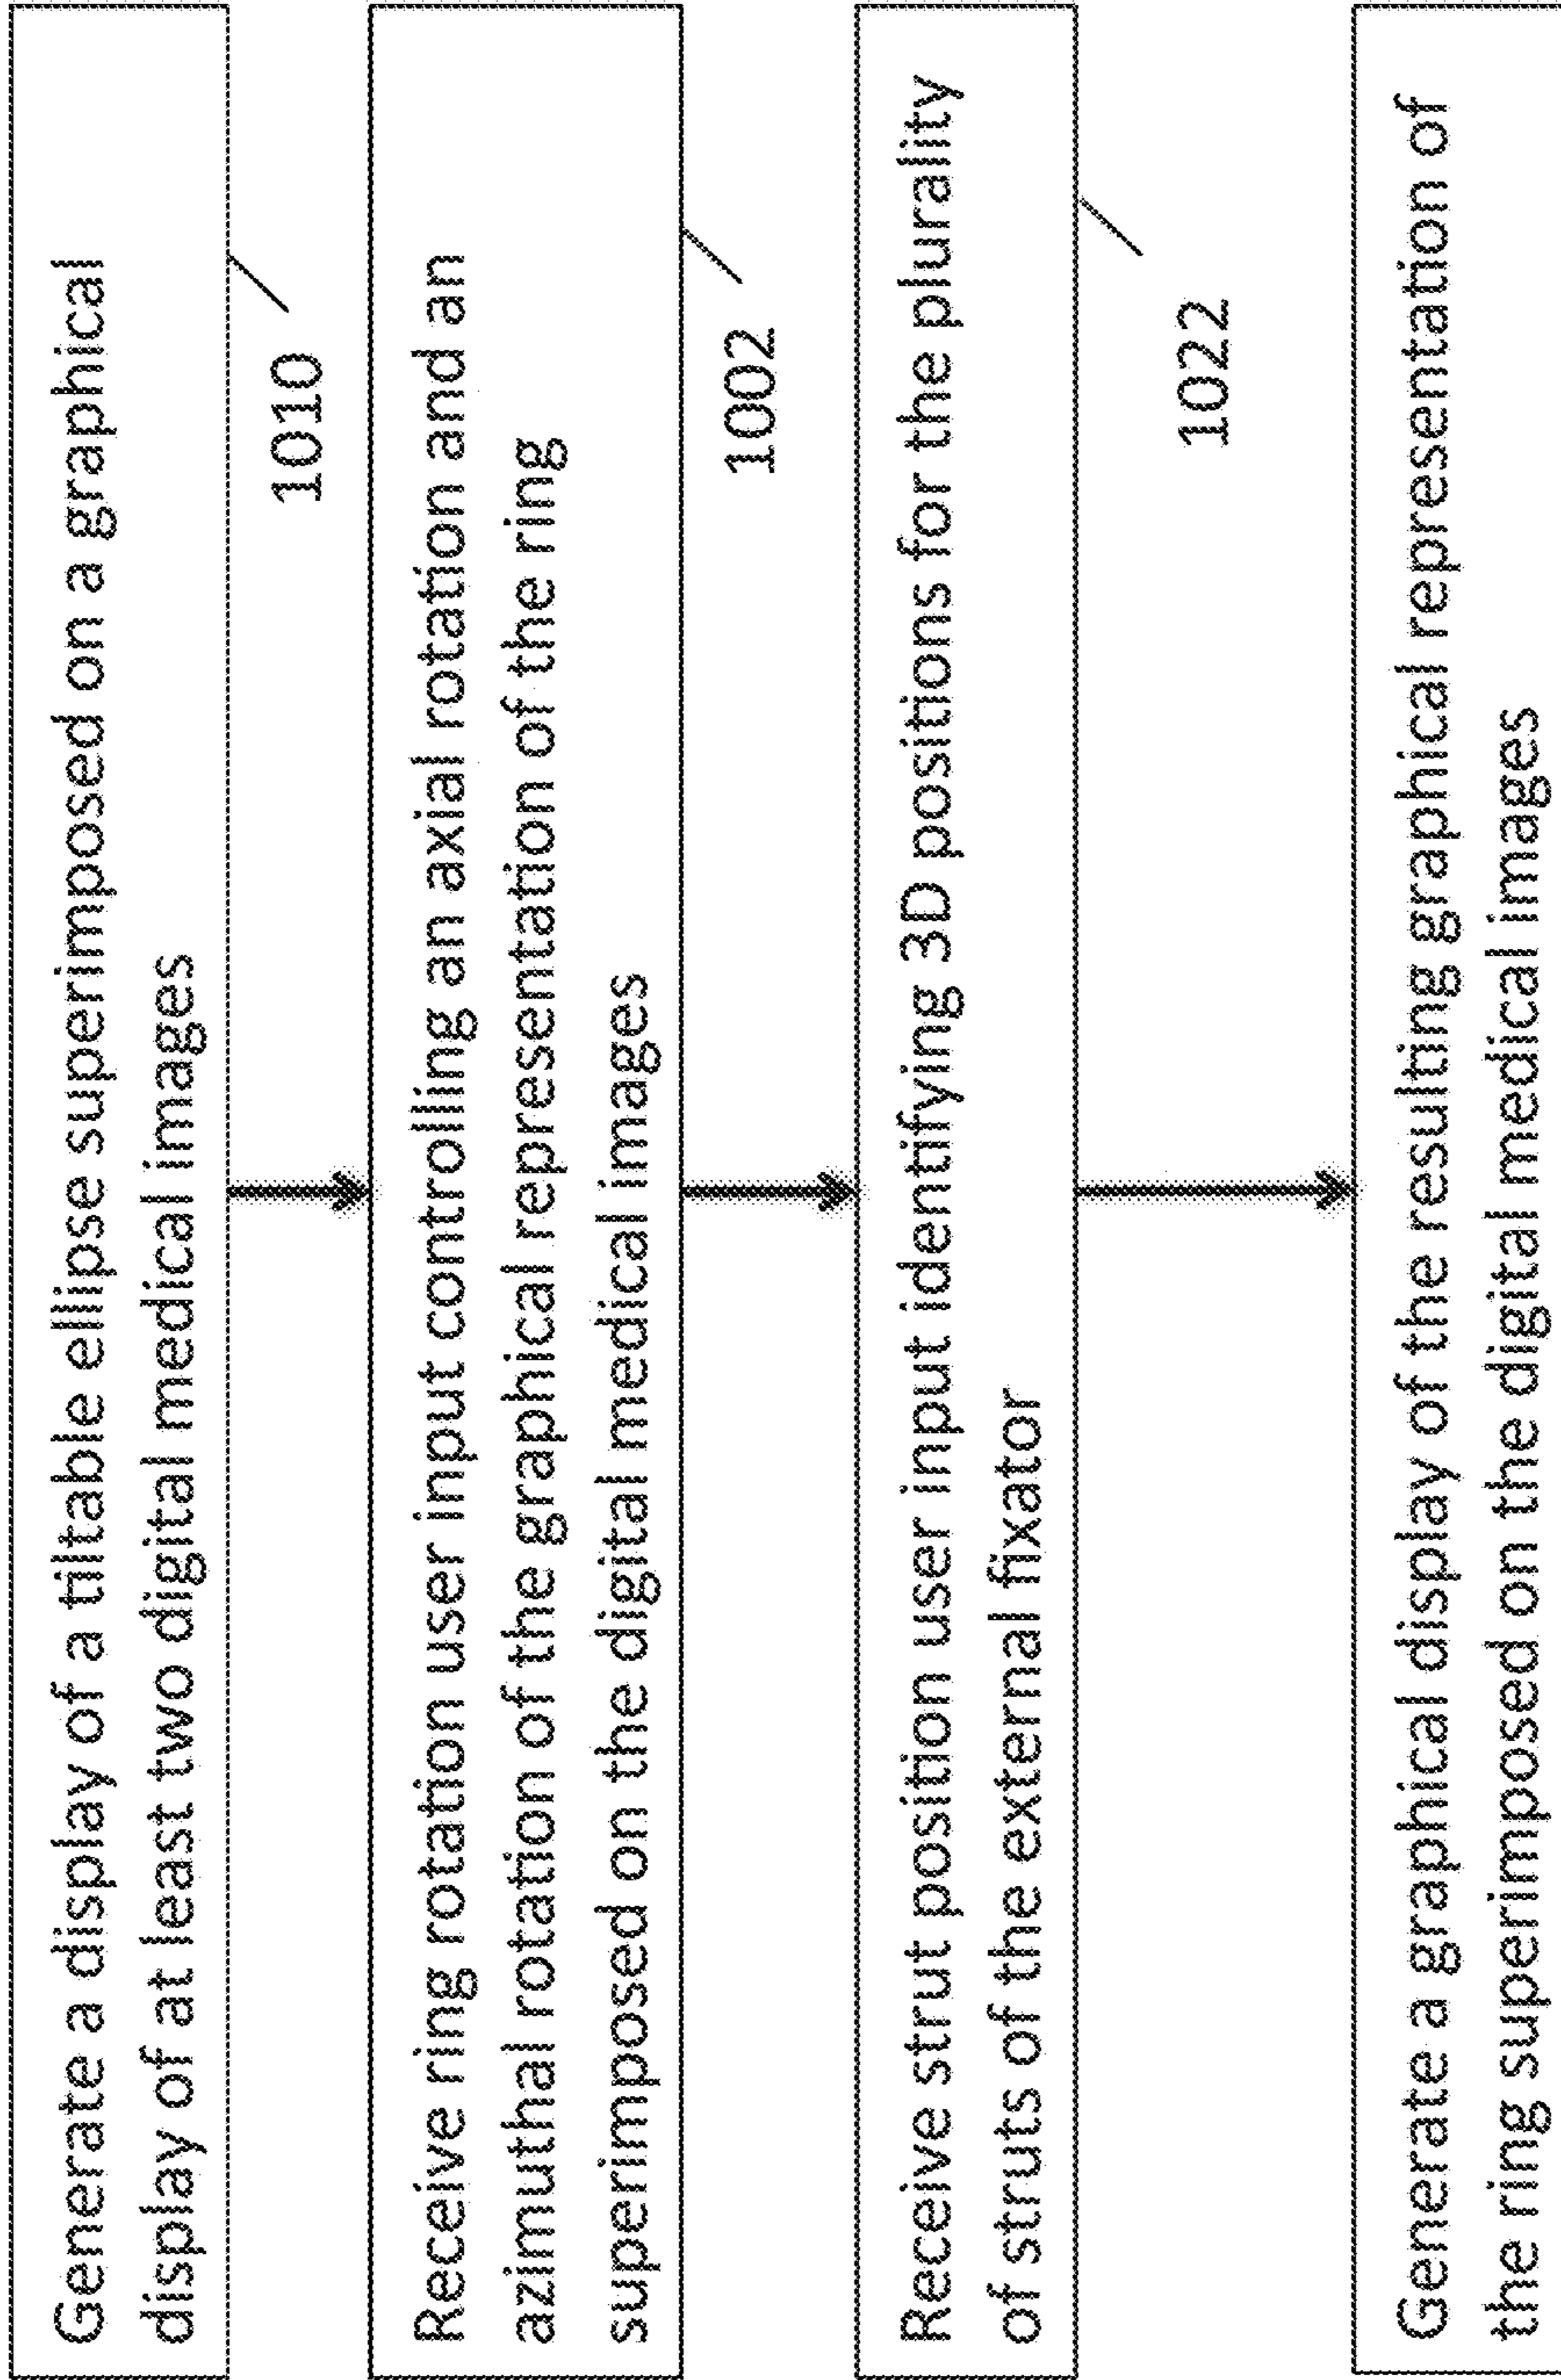 Generate a display of a tiltable ellipse superimposed on a graphical
display of at least two digital medical images
1010
Receive ring rotation user input controlling an axial rotation and an
azimuthal rotation of the graphical representation of the ring
superimposed on the digital medical images
1002
Receive strut position user input identifying 3D positions for the plurality
of struts of the external fixator
1022
Generate a graphical display of the resulting graphical representation of
the ring superimposed on the digital medical images